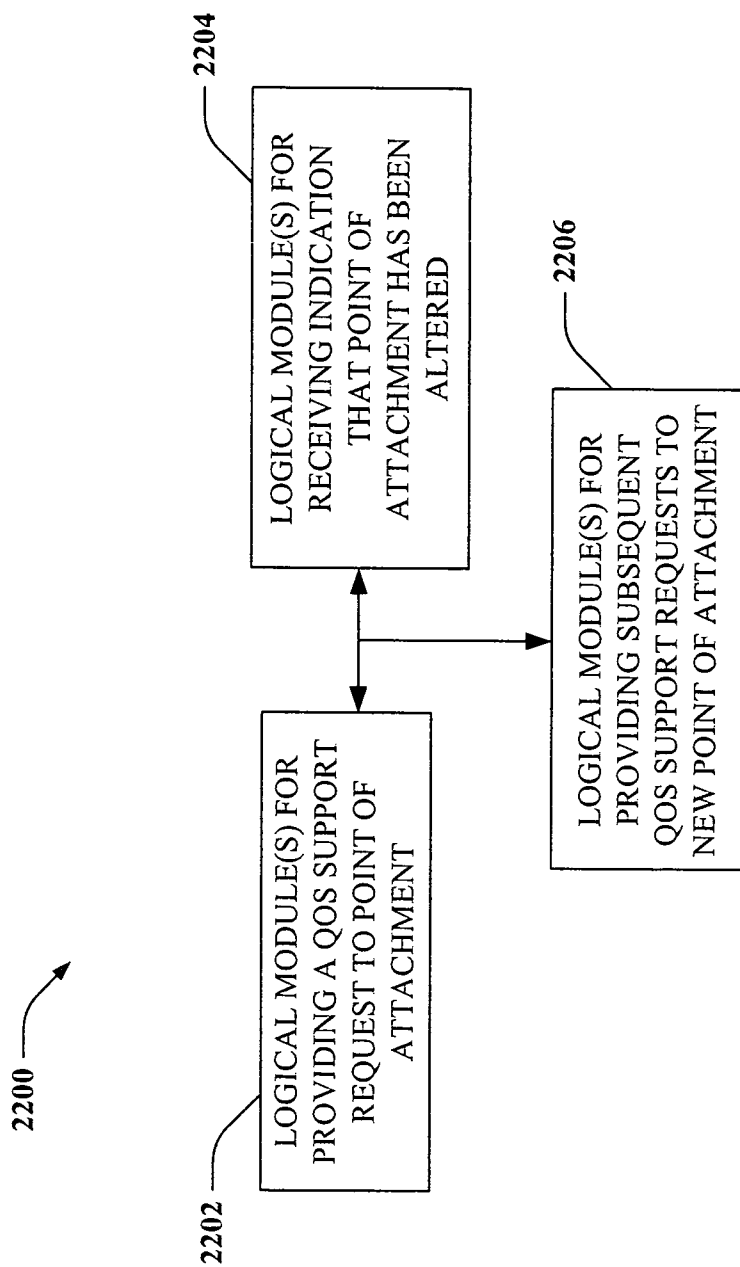 2200
2202
LOGICAL MODULE(S) FOR
PROVIDING A QOS SUPPORT
REQUEST TO POINT OF
ATTACHMENT
2204
LOGICAL MODULE(S) FOR
RECEIVING INDICATION
THAT POINT OF
ATTACHMENT HAS BEEN
ALTERED
2206
LOGICAL MODULE(S) FOR
PROVIDING SUBSEQUENT
QOS SUPPORT REQUESTS TO
NEW POINT OF ATTACHMENT